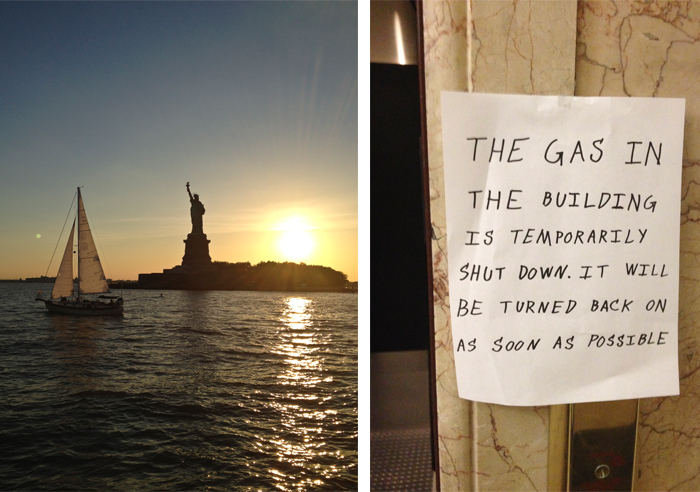 THE GAS IN
THE BUILDING
IS TEMPORARILY
SHUT DOWN. IT WILL
BE TURNED BACK ON
AS SOON AS POSSIBLE